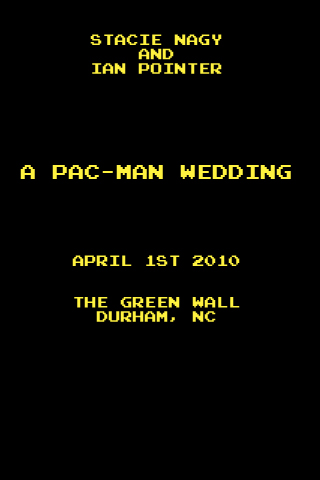 STACIE NAGY
AND
IAN POINTER
A PAC-MAN WEDDING
APRIL 1ST 2010
THE GREEN WALL
DURHAM, NC